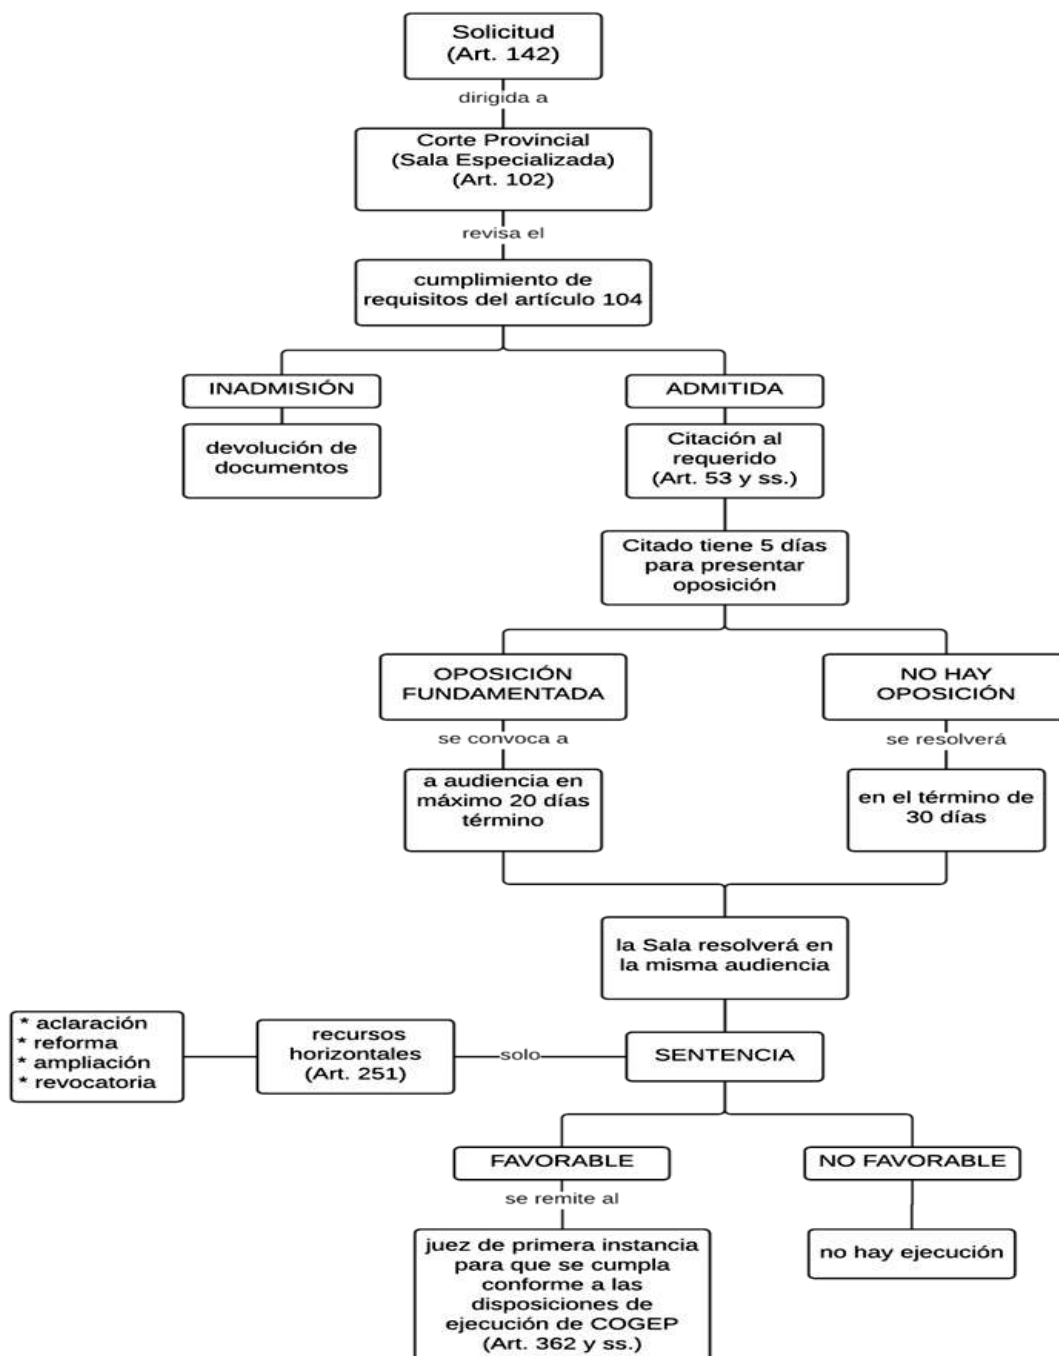 Solicitud
(Art. 142)
dirigida a
Corte Provincial
(Sala Especializada)
(Art. 102)
revisa el
cumplimiento de
requisitos del artículo 104
INADMISIÓN
ADMITIDA
devolución de
documentos
Citación al
requerido
(Art. 53 y ss.)
Citado tiene 5 días
para presentar
oposición
OPOSICIÓN
FUNDAMENTADA
NO HAY
OPOSICIÓN
se convoca a
se resolverá
a audiencia en
máximo 20 días
término
en el término de
30 días
la Sala resolverá en
la misma audiencia
* aclaración
* reforma
* ampliación
* revocatoria
recursos
horizontales
(Art. 251)
solo
SENTENCIA
FAVORABLE
NO FAVORABLE
se remite al
juez de primera instancia
para que se cumpla
conforme a las
disposiciones de
ejecución de COGEP
(Art. 362 y ss.)
no hay ejecución